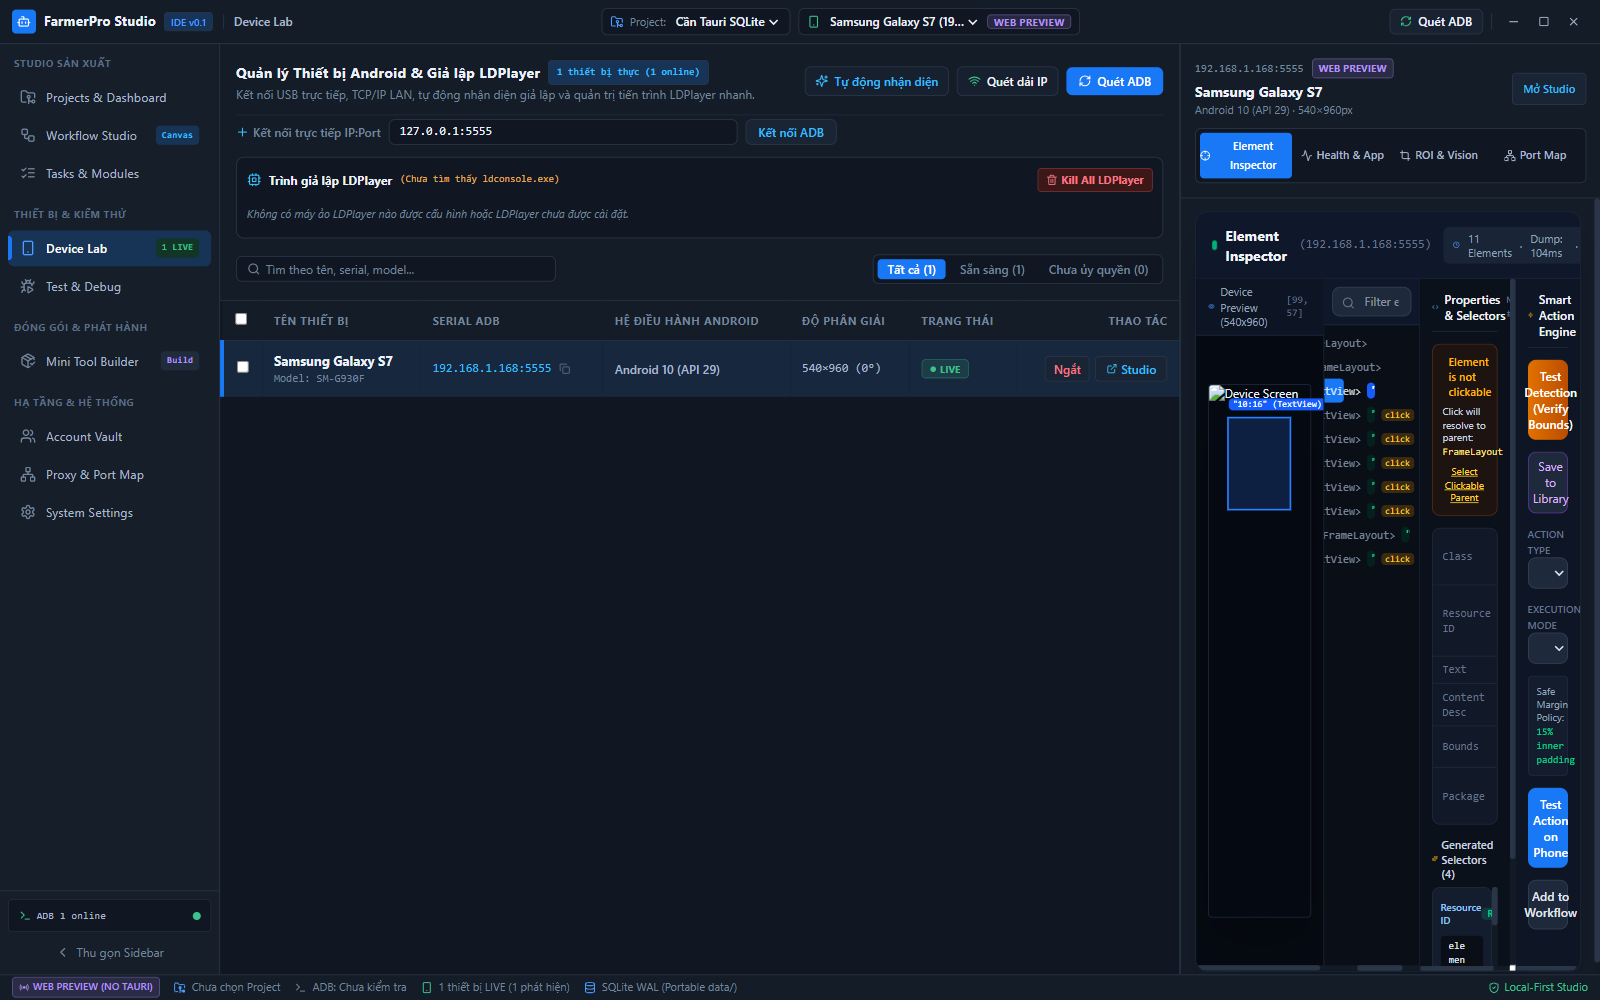 FarmerPro Studio IDE v0.1 Device Lab
Project: Cần Tauri SQLite
Samsung Galaxy S7 (19... WEB PREVIEW
Quét ADB
STUDIO SẢN XUẤT
Projects & Dashboard
Workflow Studio Canvas
Tasks & Modules
THIẾT BỊ & KIỂM THỬ
Device Lab 1 LIVE
Test & Debug
ĐÓNG GÓI & PHÁT HÀNH
Mini Tool Builder Build
HẠ TẦNG & HỆ THỐNG
Account Vault
Proxy & Port Map
System Settings
ADB 1 online
Thu gọn Sidebar
Quản lý Thiết bị Android & Giả lập LDPlayer 1 thiết bị thực (1 online)
Kết nối USB trực tiếp, TCP/IP LAN, tự động nhận diện giả lập và quản trị tiến trình LDPlayer nhanh.
Tự động nhận diện
Quét dải IP
Quét ADB
Kết nối trực tiếp IP:Port 127.0.0.1:5555 Kết nối ADB
Trình giả lập LDPlayer (Chưa tìm thấy ldconsole.exe)
Kill All LDPlayer
Không có máy ảo LDPlayer nào được cấu hình hoặc LDPlayer chưa được cài đặt.
Tìm theo tên, serial, model...
Tất cả (1) Sẵn sàng (1) Chưa ủy quyền (0)
TÊN THIẾT BỊ SERIAL ADB HỆ ĐIỀU HÀNH ANDROID ĐỘ PHÂN GIẢI TRẠNG THÁI THAO TÁC
Samsung Galaxy S7
Model: SM-G930F
192.168.1.168:5555
Android 10 (API 29)
540×960 (0°)
LIVE
Ngắt
Studio
192.168.1.168:5555 WEB PREVIEW
Samsung Galaxy S7
Android 10 (API 29) · 540×960px
Mở Studio
Element
Inspector
Health & App
ROI & Vision
Port Map
Element
Inspector
(192.168.1.168:5555)
11
Elements
·
Dump:
104ms
·
Device
Preview
(540x960)
[99,
57]
Device Screen
"10:16" (TextView)
Filter e
Layout>
ameLayout>
tView>
tView> click
tView> click
tView> click
tView> click
tView> click
FrameLayout>
tView> click
Properties
& Selectors
Element
is not
clickable
Click will
resolve to
parent:
FrameLayout
Select
Clickable
Parent
Class
Resource
ID
Text
Content
Desc
Bounds
Package
Generated
Selectors
(4)
Resource
ID
R
ele
men
Smart
Action
Engine
Test
Detection
(Verify
Bounds)
Save
to
Library
ACTION
TYPE
EXECUTION
MODE
Safe
Margin
Policy:
15%
inner
padding
Test
Action
on
Phone
Add to
Workflow
WEB PREVIEW (NO TAURI)
Chưa chọn Project
ADB: Chưa kiểm tra
1 thiết bị LIVE (1 phát hiện)
SQLite WAL (Portable data/)
Local-First Studio